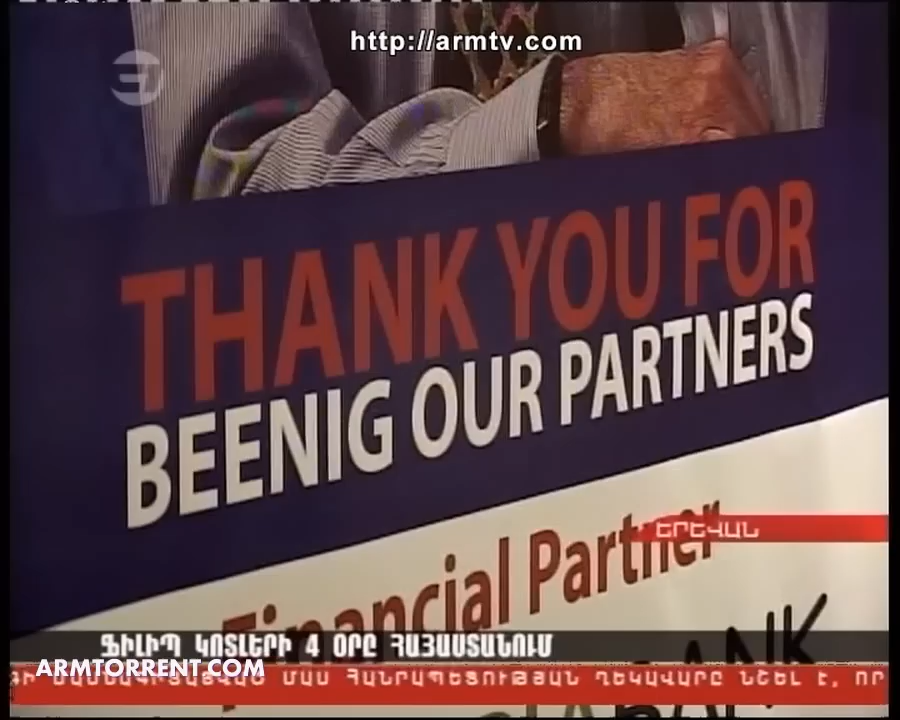 http://armtv.com
THANK YOU FOR
BEENIG OUR PARTNERS
Financial Partner
ԵՐԵՎԱՆ
ՖԻԼԻՊ ԿՈՏԼԵՐԻ 4 ՕՐԸ ՀԱՅԱՍՏԱՆՈՒՄ
ARMTORRENT.COM
ՄԱՍ ՀԱՆՐԱՊԵՏՈՒԹՅԱՆ ՂԵԿԱՎԱՐԸ ՆՇԵԼ Է, ՈՐ